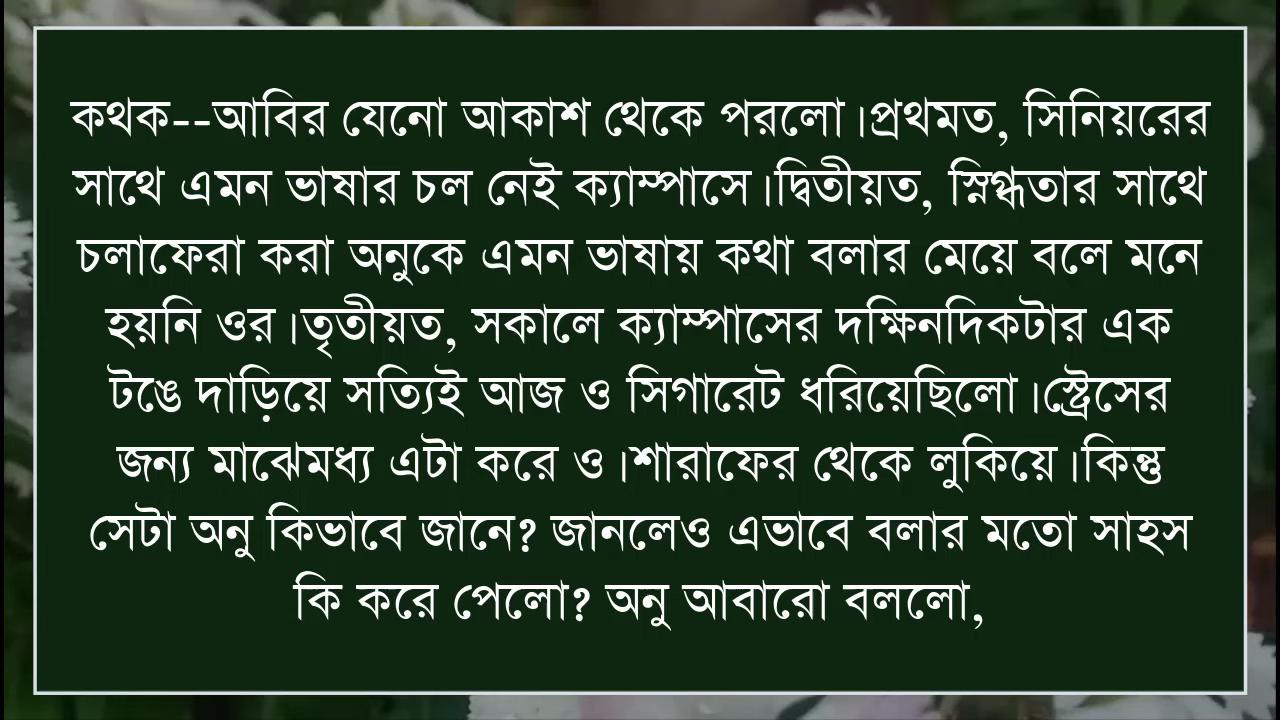 কথক--আবির যেনো আকাশ থেকে পরলো।প্রথমত, সিনিয়রের
সাথে এমন ভাষার চল নেই ক্যাম্পাসে।দ্বিতীয়ত, স্নিগ্ধতার সাথে
চলাফেরা করা অনুকে এমন ভাষায় কথা বলার মেয়ে বলে মনে
হয়নি ওর।তৃতীয়ত, সকালে ক্যাম্পাসের দক্ষিনদিকটার এক
টঙে দাড়িয়ে সত্যিই আজ ও সিগারেট ধরিয়েছিলো।স্ট্রেসের
জন্য মাঝেমধ্য এটা করে ও।শারাফের থেকে লুকিয়ে।কিন্তু
সেটা অনু কিভাবে জানে? জানলেও এভাবে বলার মতো সাহস
কি করে পেলো? অনু আবারো বললো,